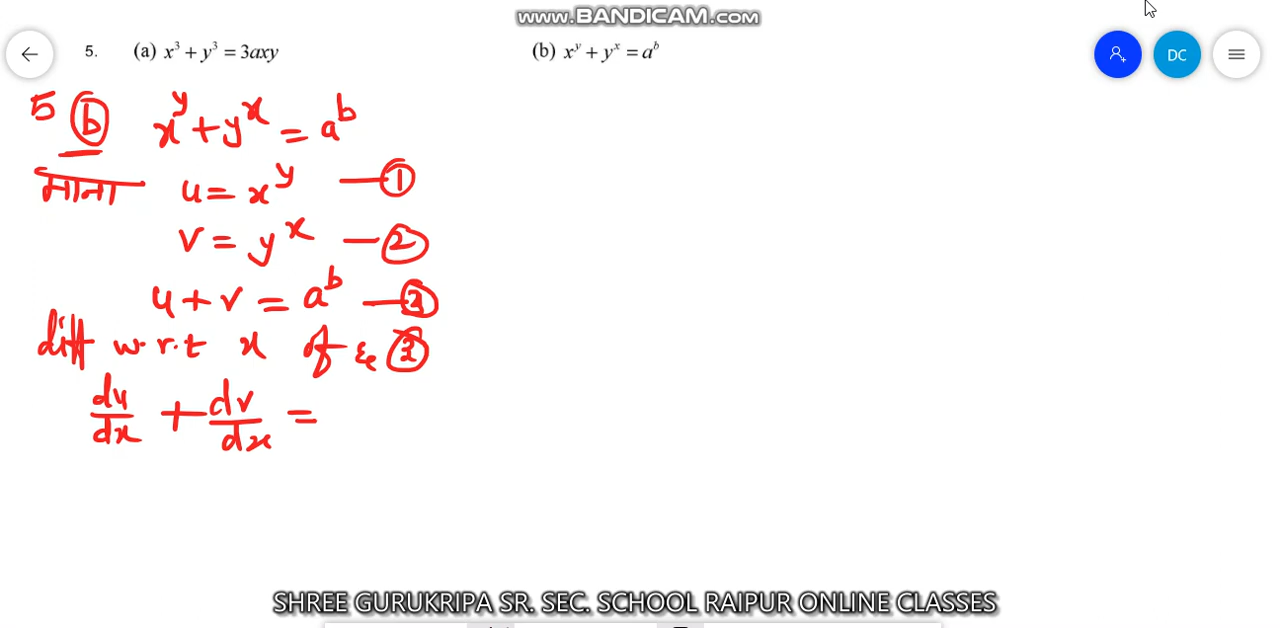 www.BANDICAM.com
5. (a) x³ + y³ = 3axy (b) xʸ + yˣ = aᵇ
DC
5 (b) xʸ + yˣ = aᵇ
माना u = xʸ —①
v = yˣ —②
u + v = aᵇ —③
diff w.r.t x of eq ③
du/dx + dv/dx =
SHREE GURUKRIPA SR. SEC. SCHOOL RAIPUR ONLINE CLASSES